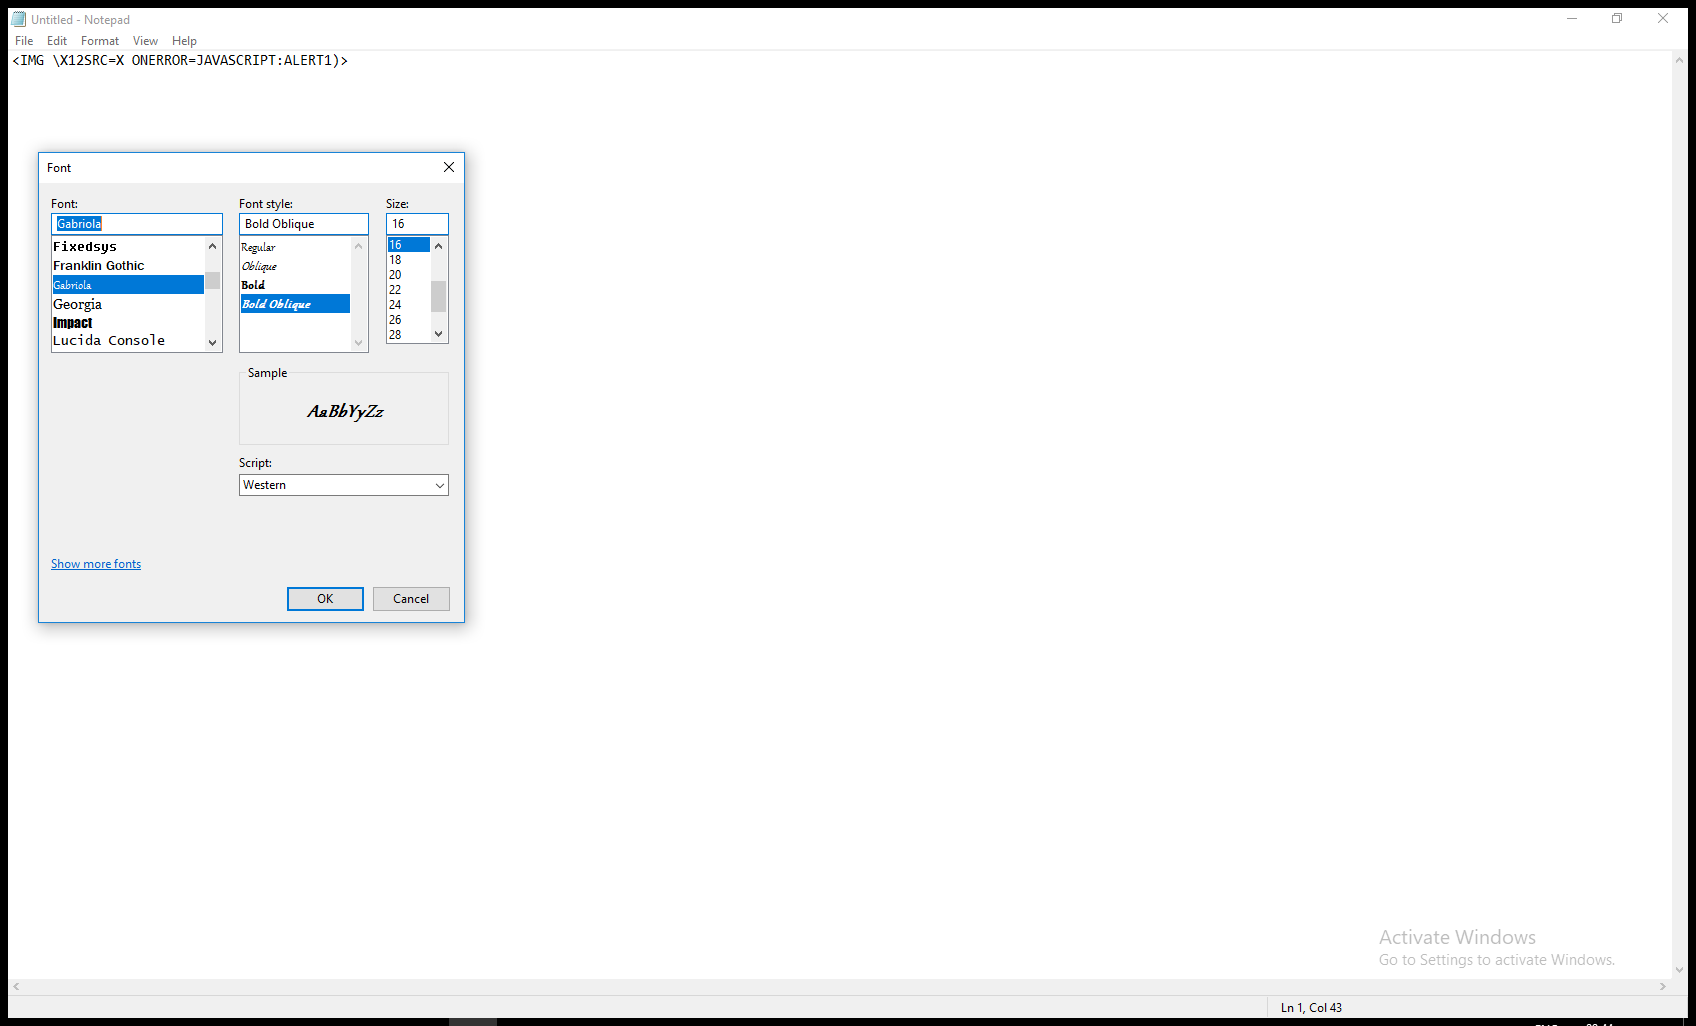 Untitled - Notepad
File Edit Format View Help
<IMG \X12SRC=X ONERROR=JAVASCRIPT:ALERT1)>
Font
Font: Font style: Size:
Gabriola Bold Oblique 16
Fixedsys
Franklin Gothic
Gabriola
Georgia
Impact
Lucida Console
Regular
Oblique
Bold
Bold Oblique
16
18
20
22
24
26
28
Sample
AaBbYyZz
Script:
Western
Show more fonts
OK Cancel
Activate Windows
Go to Settings to activate Windows.
Ln 1, Col 43